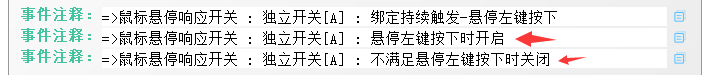 事件注释：=>鼠标悬停响应开关 : 独立开关[A] : 绑定持续触发-悬停左键按下
事件注释：=>鼠标悬停响应开关 : 独立开关[A] : 悬停左键按下时开启
事件注释：=>鼠标悬停响应开关 : 独立开关[A] : 不满足悬停左键按下时关闭